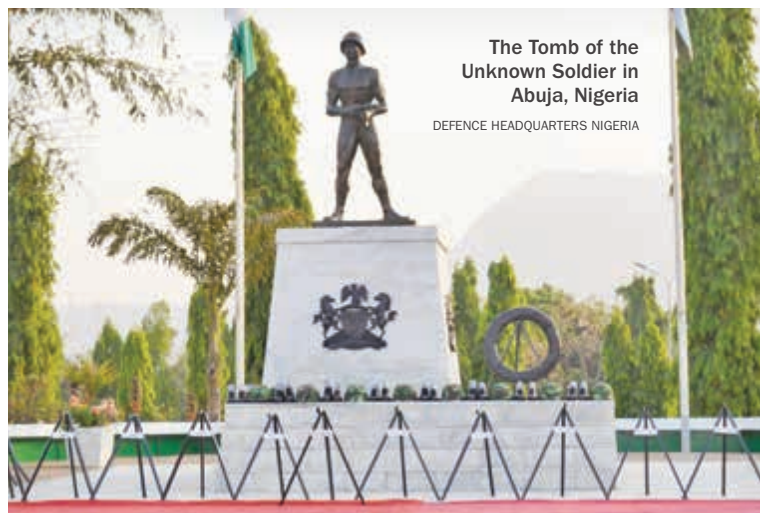 The Tomb of the
Unknown Soldier in
Abuja, Nigeria
DEFENCE HEADQUARTERS NIGERIA